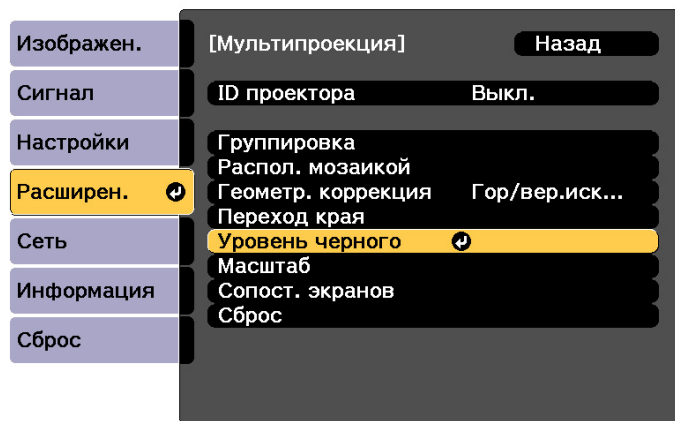 Изображен.
Сигнал
Настройки
Расширен.
Сеть
Информация
Сброс
[Мультипроекция] Назад
ID проектора Выкл.
Группировка
Распол. мозаикой
Геометр. коррекция Гор/вер.иск...
Переход края
Уровень черного
Масштаб
Сопост. экранов
Сброс